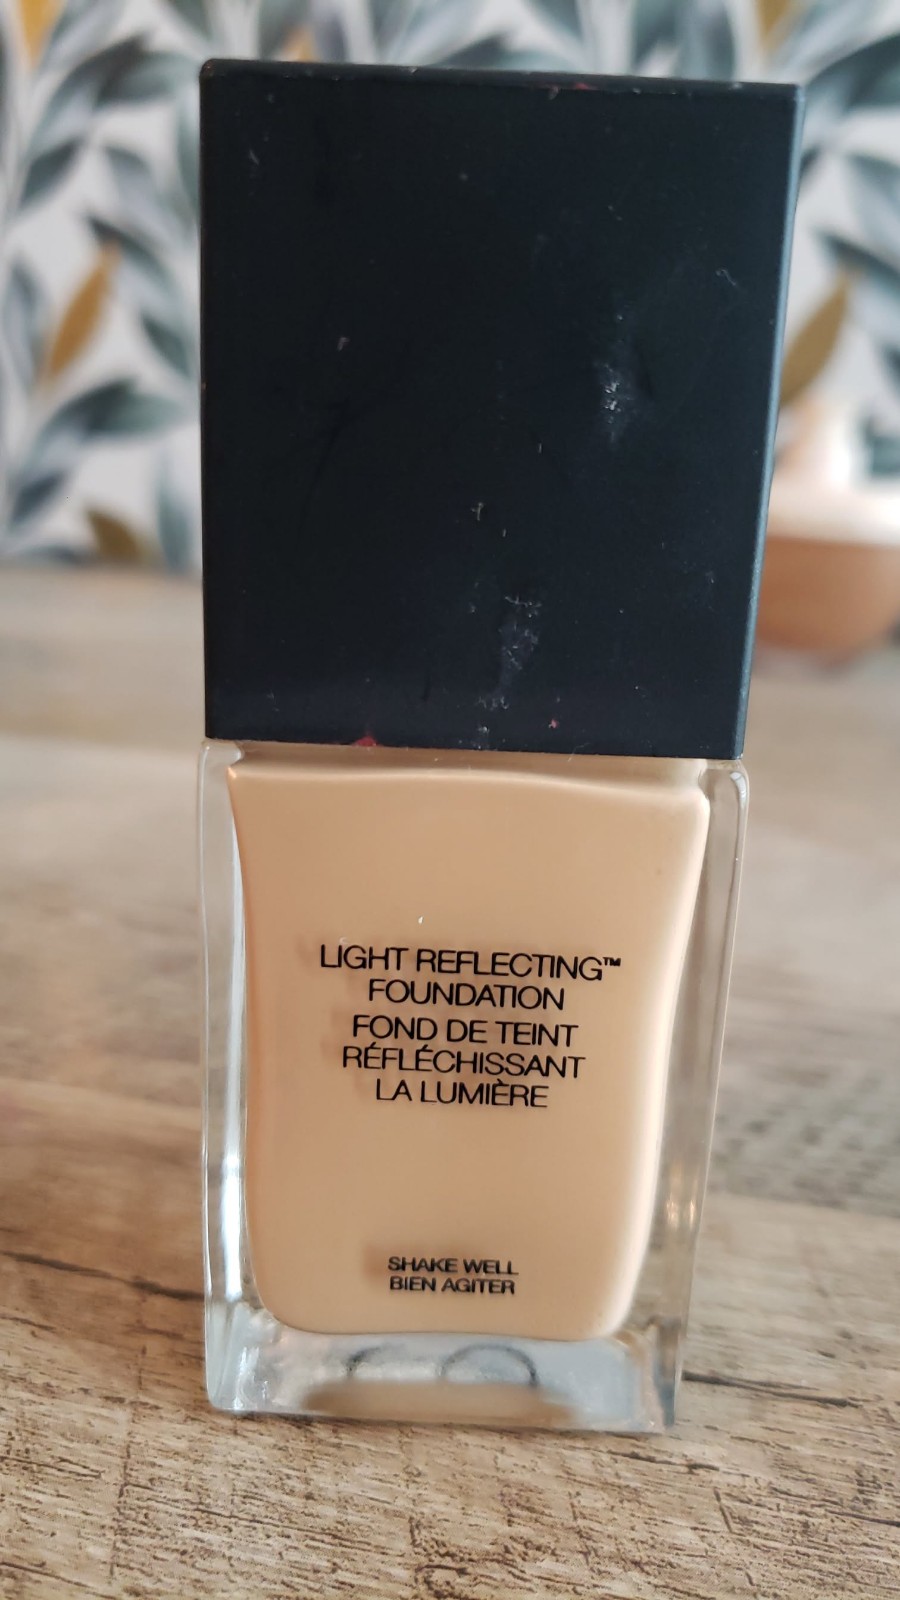 LIGHT REFLECTING™
FOUNDATION
FOND DE TEINT
RÉFLÉCHISSANT
LA LUMIÈRE
SHAKE WELL
BIEN AGITER